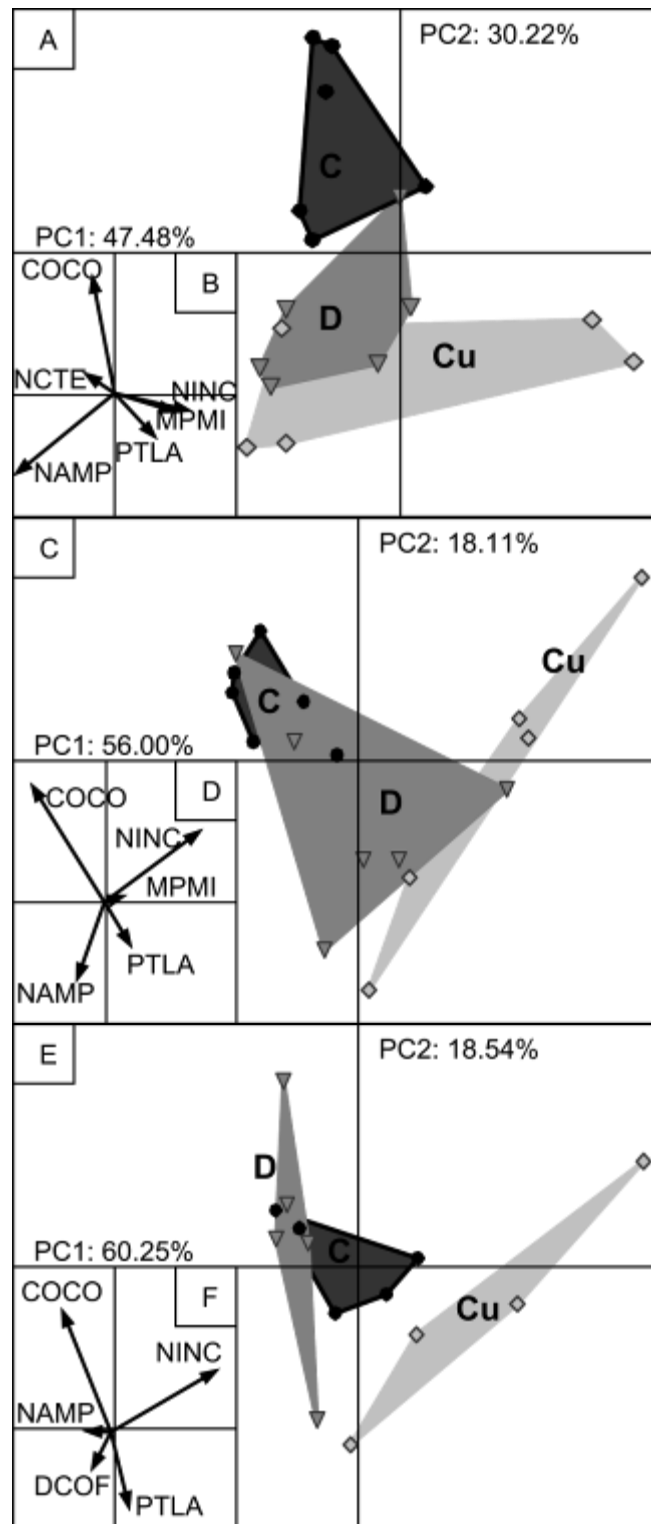 A
PC2: 30.22%
C
PC1: 47.48%
COCO
B
D
Cu
NCTE
NINC
MPMI
PTLA
NAMP
C
PC2: 18.11%
Cu
C
PC1: 56.00%
COCO
D
D
NINC
MPMI
PTLA
NAMP
E
PC2: 18.54%
D
C
PC1: 60.25%
COCO
F
Cu
NINC
NAMP
DCOF
PTLA